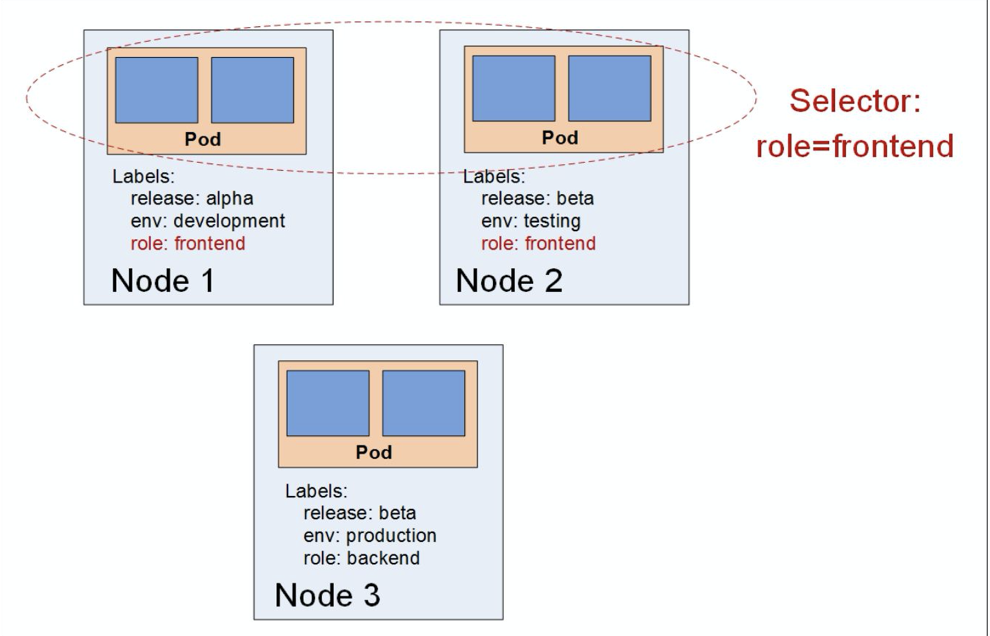 Pod
Labels:
release: alpha
env: development
role: frontend
Node 1
Pod
Labels:
release: beta
env: testing
role: frontend
Node 2
Selector:
role=frontend
Pod
Labels:
release: beta
env: production
role: backend
Node 3